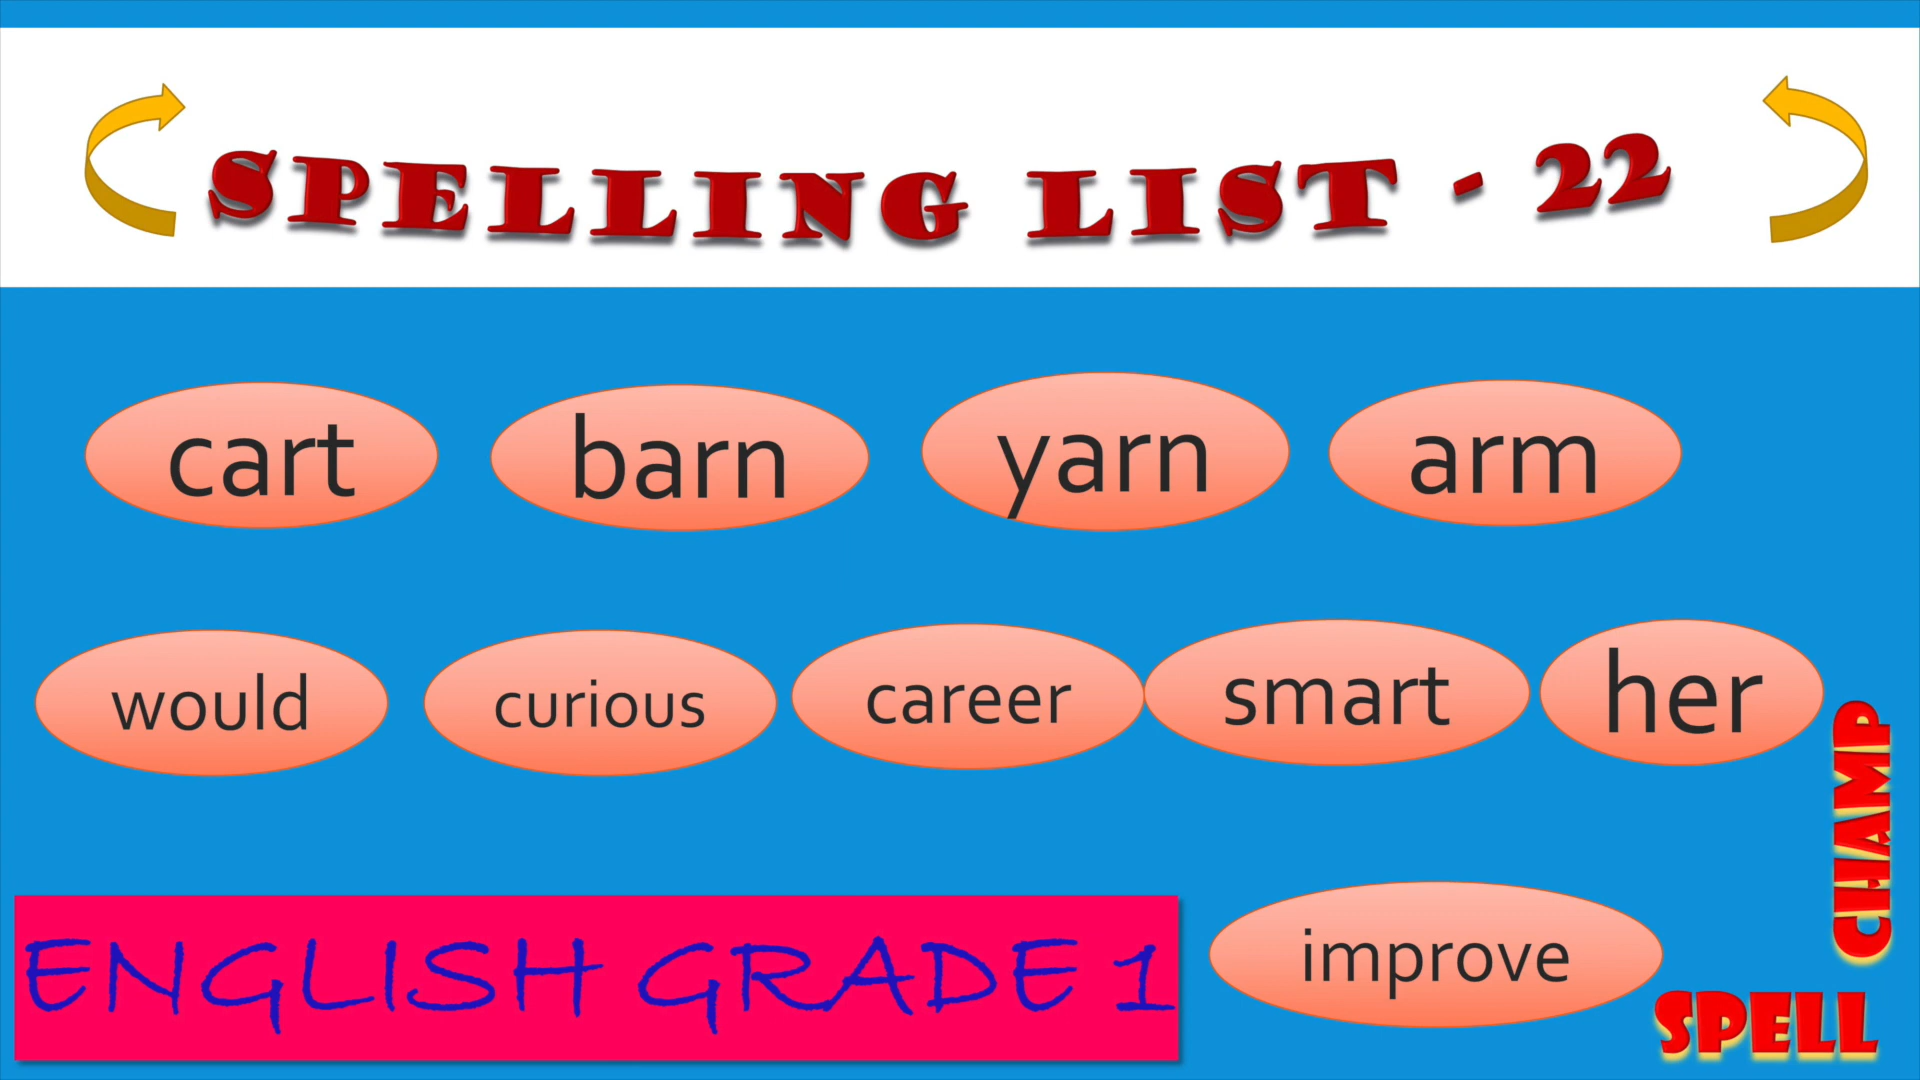 SPELLING LIST - 22
cart barn yarn arm
would curious career smart her
CHAMP
ENGLISH GRADE 1
improve
SPELL